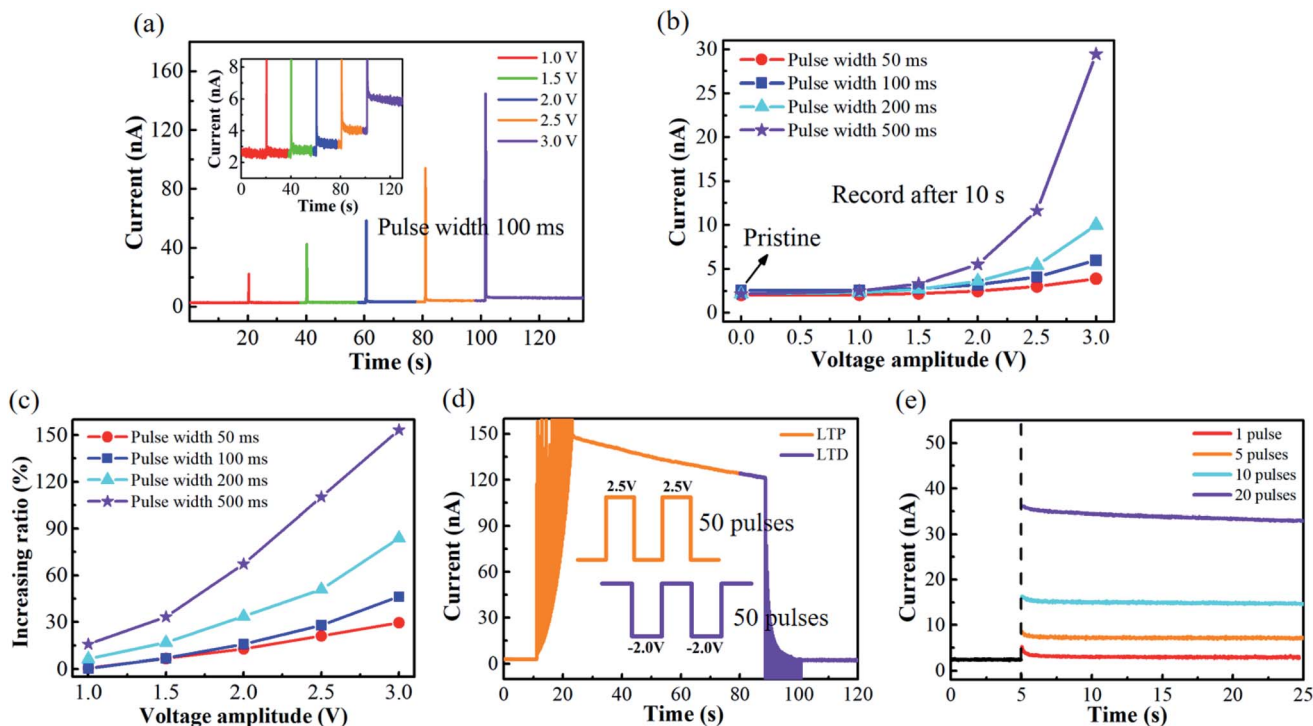 (a)
160
120
80
40
0
Current (nA)
20
40
60
80
100
120
Time (s)
1.0 V
1.5 V
2.0 V
2.5 V
3.0 V
Pulse width 100 ms
8
6
4
2
Current (nA)
0
40
80
120
Time (s)
(b)
30
25
20
15
10
5
0
Current (nA)
Pulse width 50 ms
Pulse width 100 ms
Pulse width 200 ms
Pulse width 500 ms
Record after 10 s
Pristine
0.0
0.5
1.0
1.5
2.0
2.5
3.0
Voltage amplitude (V)
(c)
150
120
90
60
30
0
Increasing ratio (%)
Pulse width 50 ms
Pulse width 100 ms
Pulse width 200 ms
Pulse width 500 ms
1.0
1.5
2.0
2.5
3.0
Voltage amplitude (V)
(d)
150
120
90
60
30
0
Current (nA)
LTP
LTD
2.5V
2.5V
50 pulses
50 pulses
-2.0V
-2.0V
0
20
40
60
80
100
120
Time (s)
(e)
50
40
30
20
10
0
Current (nA)
1 pulse
5 pulses
10 pulses
20 pulses
0
5
10
15
20
25
Time (s)